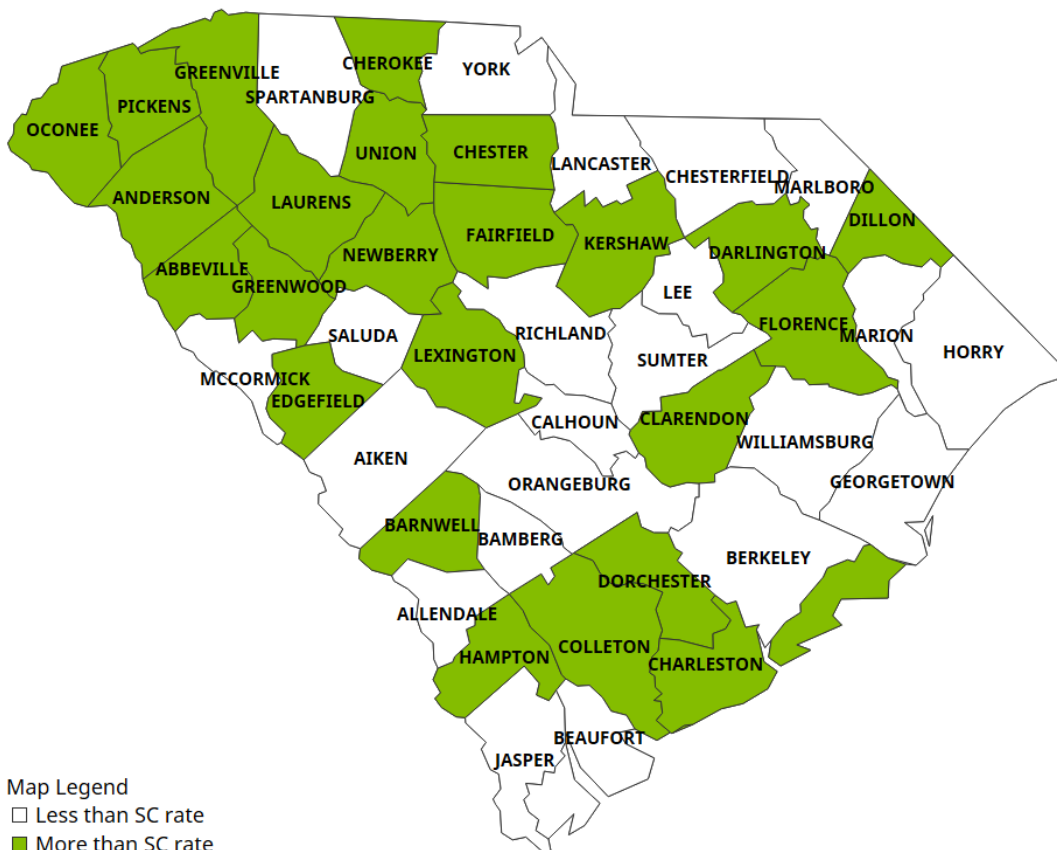 CHEROKEE
YORK
GREENVILLE
SPARTANBURG
PICKENS
OCONEE
UNION
CHESTER
LANCASTER
CHESTERFIELD
MARLBORO
ANDERSON
LAURENS
DILLON
FAIRFIELD
KERSHAW
DARLINGTON
NEWBERRY
ABBEVILLE
GREENWOOD
LEE
FLORENCE
SALUDA
RICHLAND
MARION
LEXINGTON
SUMTER
HORRY
MCCORMICK
EDGEFIELD
CALHOUN
CLARENDON
WILLIAMSBURG
AIKEN
ORANGEBURG
GEORGETOWN
BARNWELL
BAMBERG
BERKELEY
DORCHESTER
ALLENDALE
COLLETON
HAMPTON
CHARLESTON
BEAUFORT
JASPER
Map Legend
Less than SC rate
More than SC rate